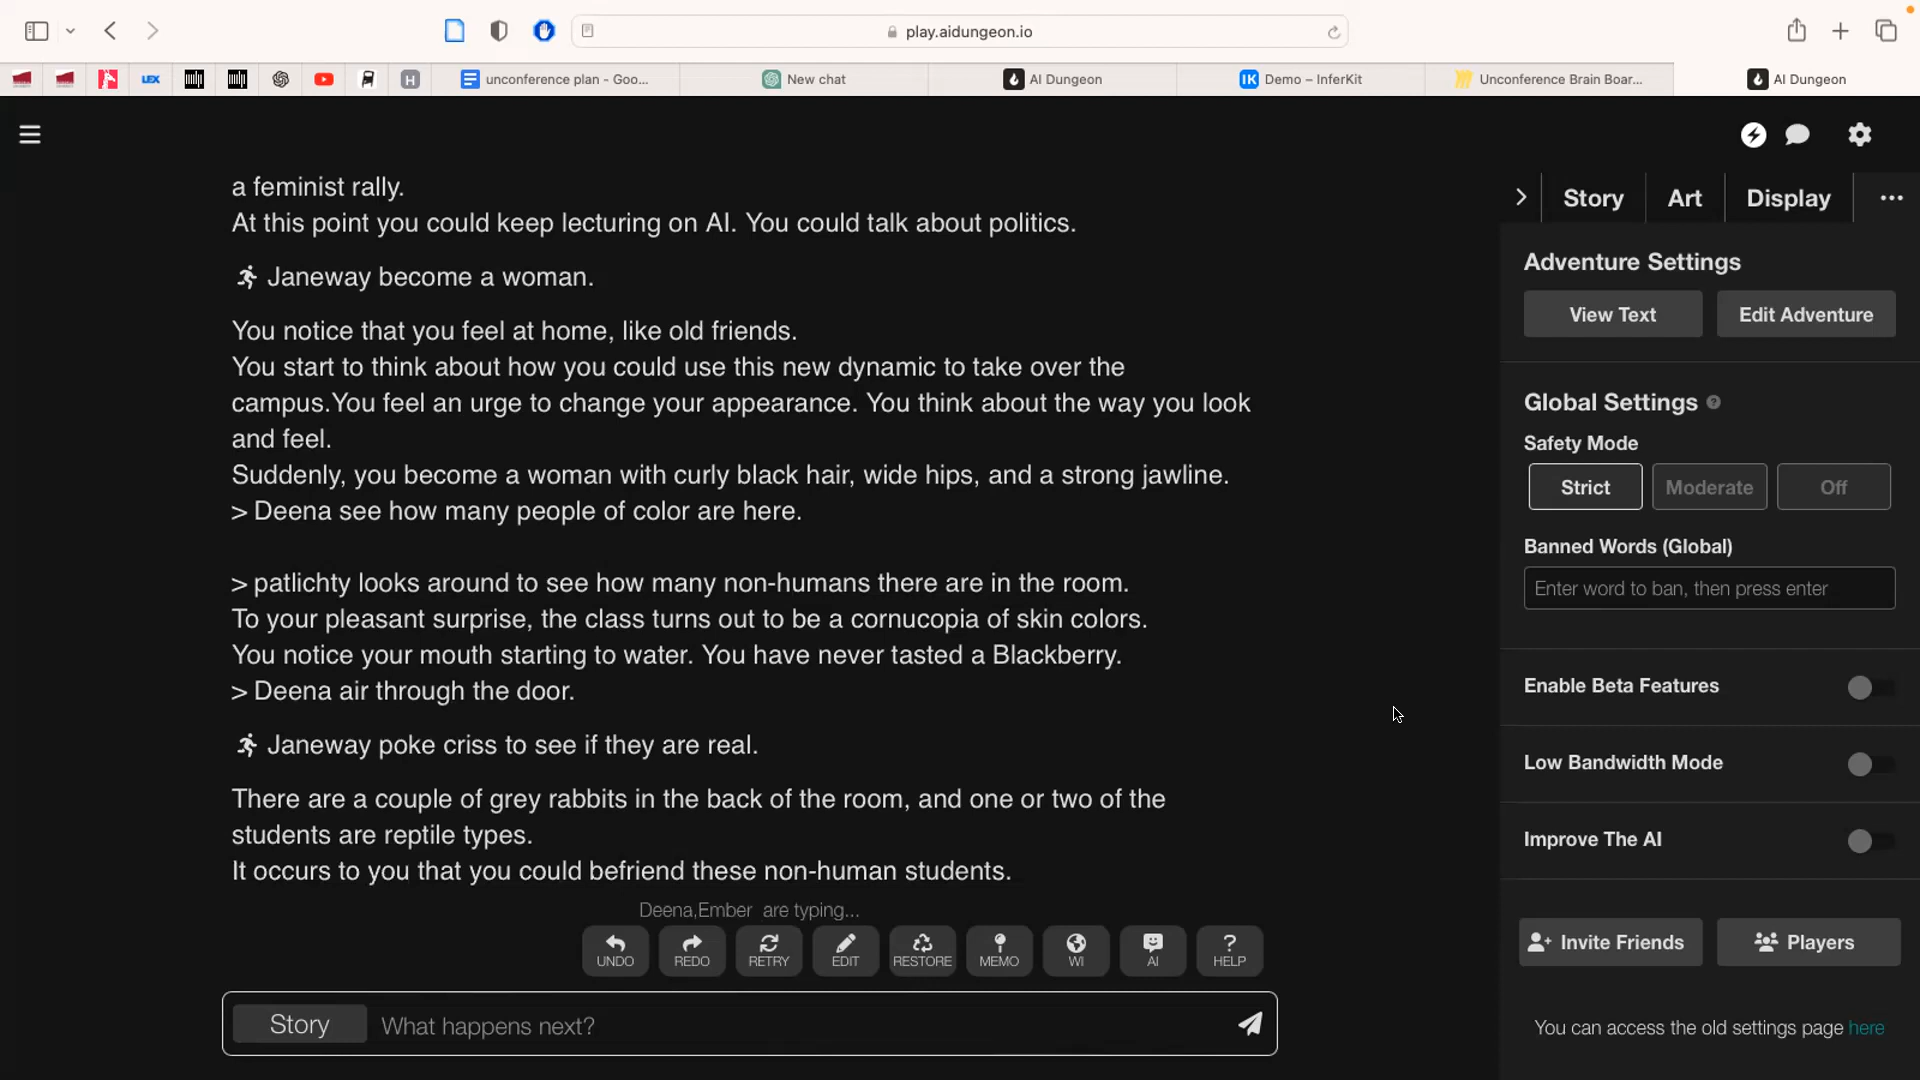 play.aidungeon.io
LEX
H
unconference plan - Goo...
New chat
AI Dungeon
IK
Demo – InferKit
Unconference Brain Boar...
AI Dungeon
a feminist rally.
At this point you could keep lecturing on AI. You could talk about politics.
Janeway become a woman.
You notice that you feel at home, like old friends.
You start to think about how you could use this new dynamic to take over the
campus.You feel an urge to change your appearance. You think about the way you look
and feel.
Suddenly, you become a woman with curly black hair, wide hips, and a strong jawline.
> Deena see how many people of color are here.
> patlichty looks around to see how many non-humans there are in the room.
To your pleasant surprise, the class turns out to be a cornucopia of skin colors.
You notice your mouth starting to water. You have never tasted a Blackberry.
> Deena air through the door.
Janeway poke criss to see if they are real.
There are a couple of grey rabbits in the back of the room, and one or two of the
students are reptile types.
It occurs to you that you could befriend these non-human students.
Deena,Ember are typing...
UNDO
REDO
RETRY
EDIT
RESTORE
MEMO
WI
AI
? HELP
Story
What happens next?
Story
Art
Display
Adventure Settings
View Text
Edit Adventure
Global Settings
Safety Mode
Strict
Moderate
Off
Banned Words (Global)
Enter word to ban, then press enter
Enable Beta Features
Low Bandwidth Mode
Improve The AI
Invite Friends
Players
You can access the old settings page here